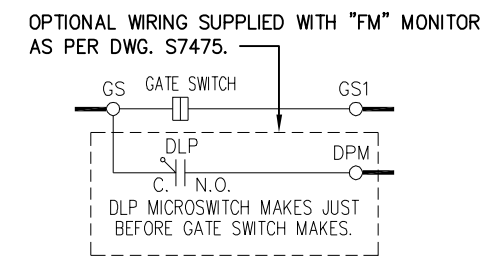 OPTIONAL WIRING SUPPLIED WITH "FM" MONITOR
AS PER DWG. S7475.
GS GATE SWITCH GS1
DLP DPM
C. N.O.
DLP MICROSWITCH MAKES JUST
BEFORE GATE SWITCH MAKES.